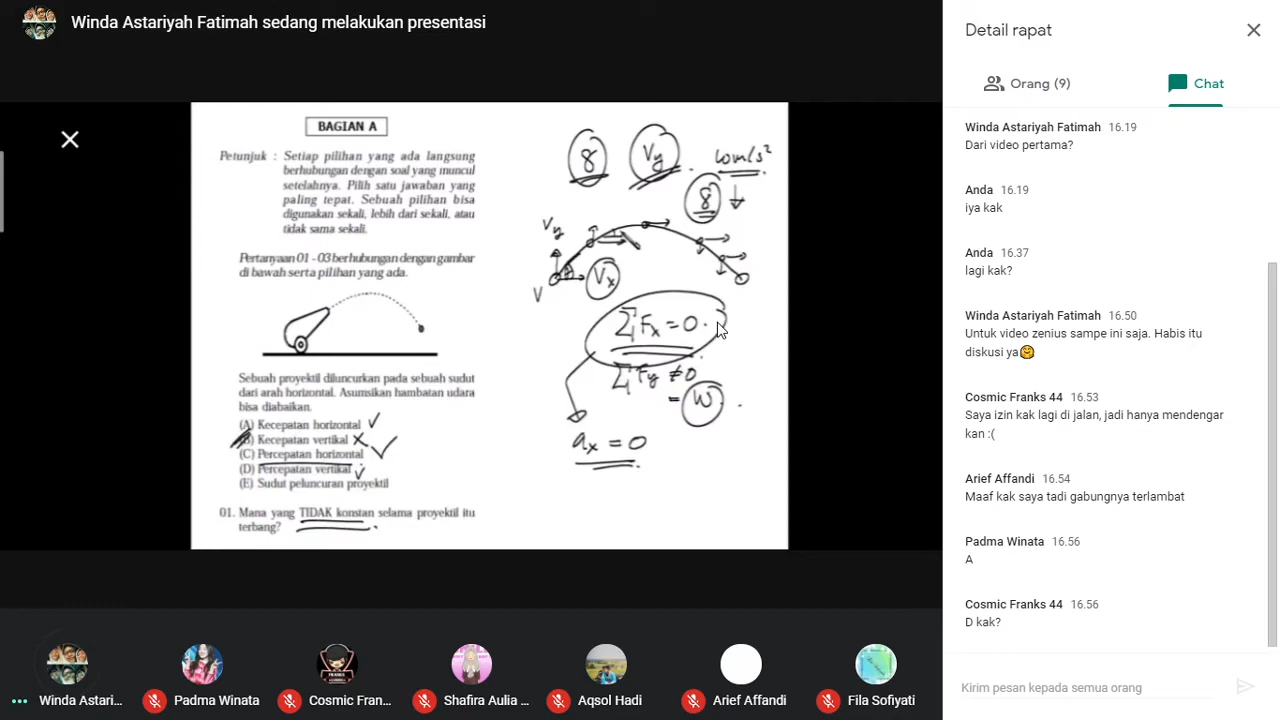 Winda Astariyah Fatimah sedang melakukan presentasi
BAGIAN A
Petunjuk : Setiap pilihan yang ada langsung
berhubungan dengan soal yang muncul
setelahnya. Pilih satu jawaban yang
paling tepat. Sebuah pilihan bisa
digunakan sekali, lebih dari sekali, atau
tidak sama sekali.
Pertanyaan 01 - 03 berhubungan dengan gambar
di bawah serta pilihan yang ada.
Sebuah proyektil diluncurkan pada sebuah sudut
dari arah horizontal. Asumsikan hambatan udara
bisa diabaikan.
(A) Kecepatan horizontal
(B) Kecepatan vertikal
(C) Percepatan horizontal
(D) Percepatan vertikal
(E) Sudut peluncuran proyektil
01. Mana yang TIDAK konstan selama proyektil itu
terbang?
8 Vy 10 m/s²
8
Vy
Vx
V
Σ Fx = 0
Σ Fy ≠ 0
= W
ax = 0
Winda Astari...
Padma Winata
Cosmic Fran...
Shafira Aulia ...
Aqsol Hadi
Arief Affandi
Fila Sofiyati
Detail rapat
Orang (9)
Chat
Winda Astariyah Fatimah 16.19
Dari video pertama?
Anda 16.19
iya kak
Anda 16.37
lagi kak?
Winda Astariyah Fatimah 16.50
Untuk video zenius sampe ini saja. Habis itu
diskusi ya🤗
Cosmic Franks 44 16.53
Saya izin kak lagi di jalan, jadi hanya mendengar
kan :(
Arief Affandi 16.54
Maaf kak saya tadi gabungnya terlambat
Padma Winata 16.56
A
Cosmic Franks 44 16.56
D kak?
Kirim pesan kepada semua orang